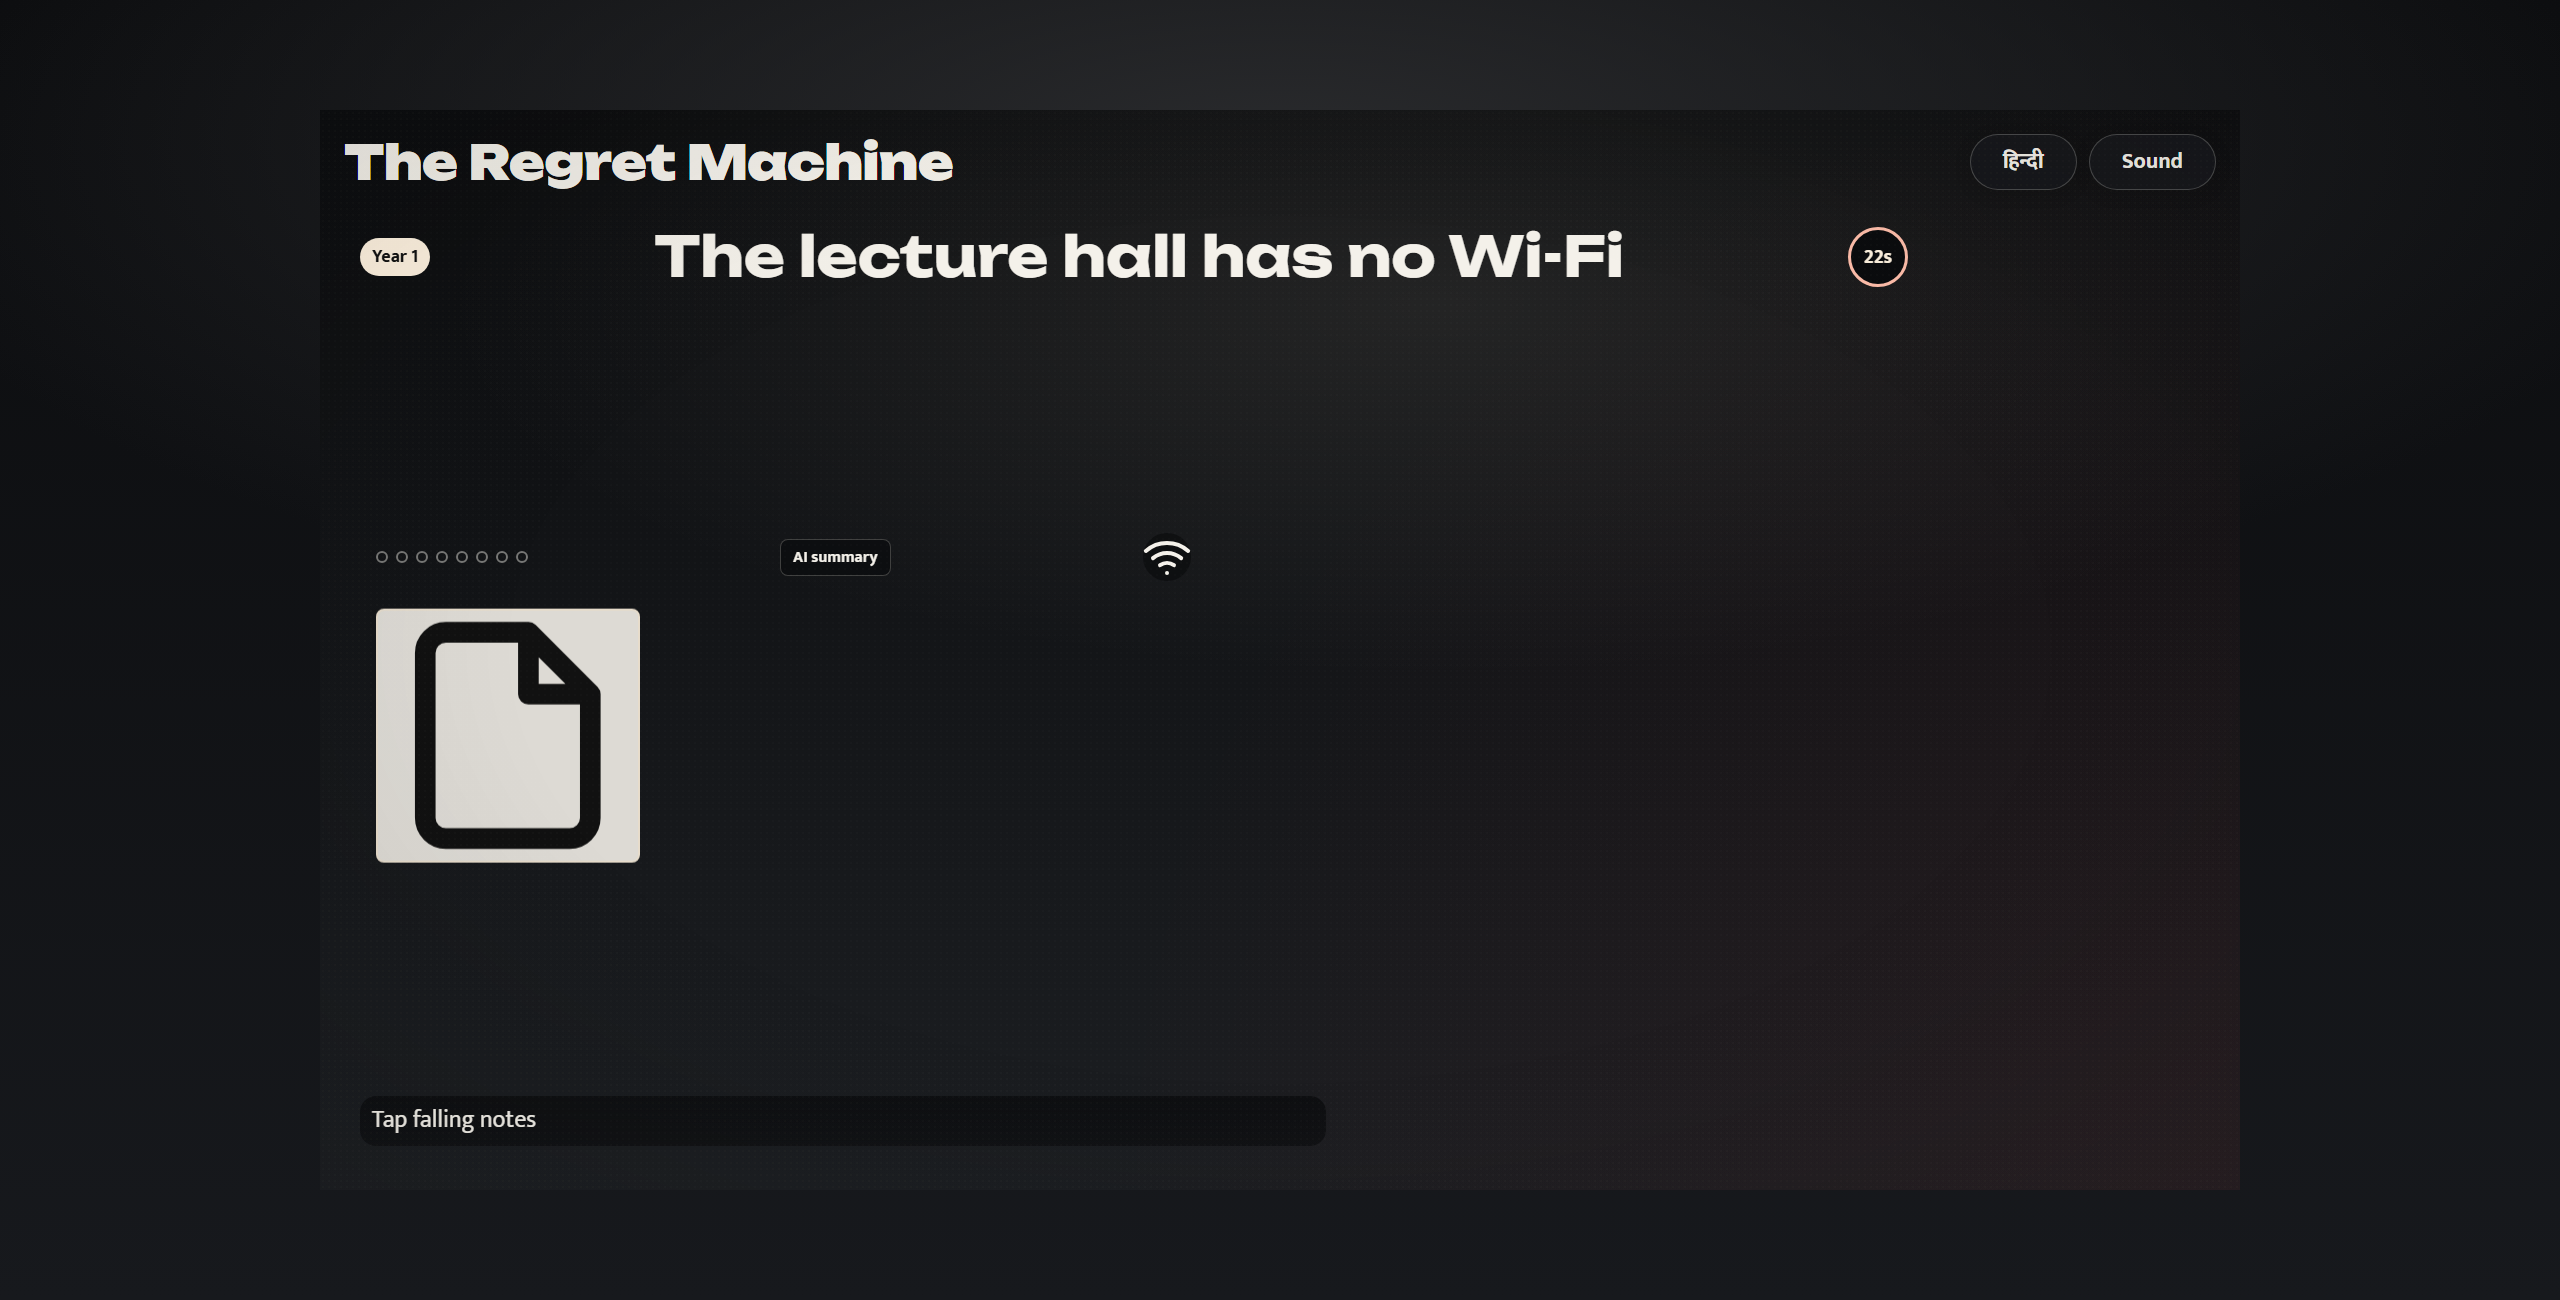 The Regret Machine
हिन्दी
Sound
Year 1
The lecture hall has no Wi-Fi
22s
AI summary
Tap falling notes